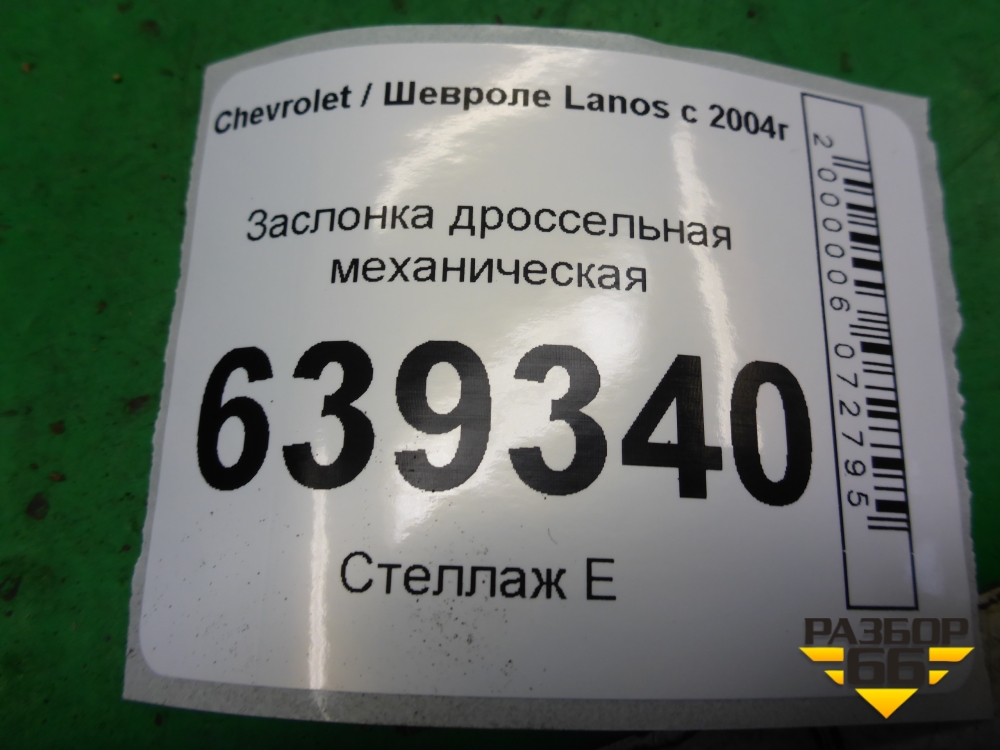 Chevrolet / Шевроле Lanos с 2004г
Заслонка дроссельная
механическая
639340
Стеллаж Е
2000006072795
РАЗБОР
66